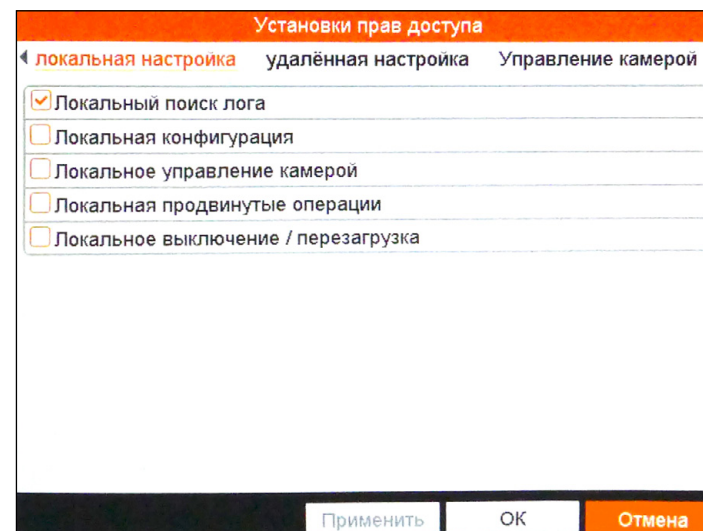 Установки прав доступа
локальная настройка удалённая настройка Управление камерой
Локальный поиск лога
Локальная конфигурация
Локальное управление камерой
Локальная продвинутые операции
Локальное выключение / перезагрузка
Применить ОК Отмена